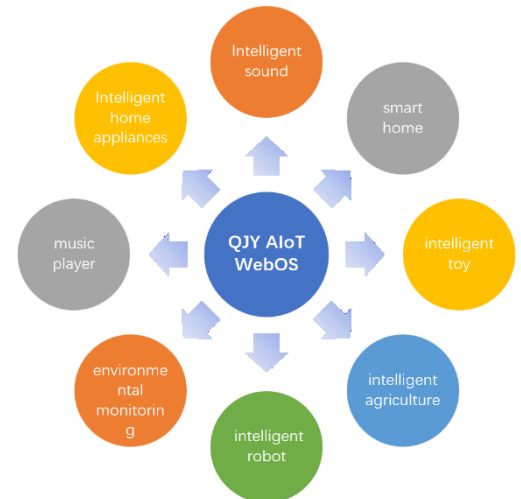 Intelligent
sound
smart
home
intelligent
toy
intelligent
agriculture
intelligent
robot
environme
ntal
monitorin
g
music
player
Intelligent
home
appliances
QJY AIoT
WebOS